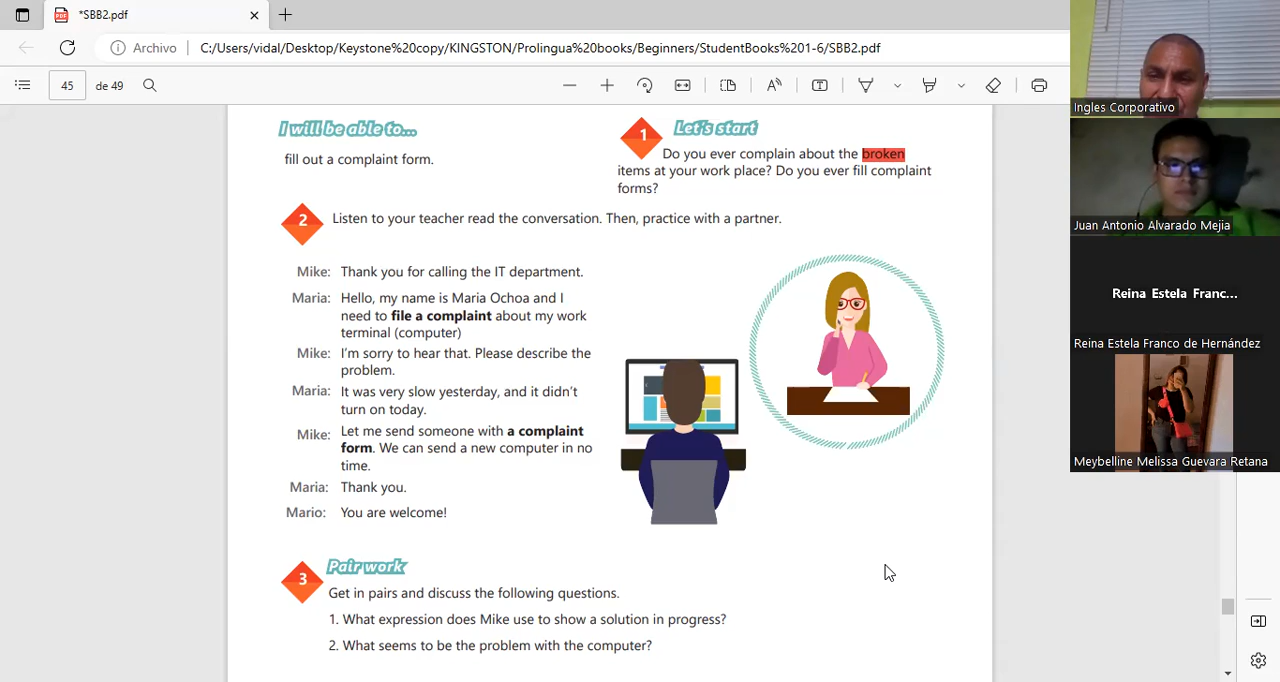 *SBB2.pdf
Archivo
C:/Users/vidal/Desktop/Keystone%20copy/KINGSTON/Prolingua%20books/Beginners/StudentBooks%201-6/SBB2.pdf
45 de 49
I will be able to...
fill out a complaint form.
1 Let's start
Do you ever complain about the broken
items at your work place? Do you ever fill complaint
forms?
2 Listen to your teacher read the conversation. Then, practice with a partner.
Mike: Thank you for calling the IT department.
Maria: Hello, my name is Maria Ochoa and I
need to file a complaint about my work
terminal (computer)
Mike: I'm sorry to hear that. Please describe the
problem.
Maria: It was very slow yesterday, and it didn't
turn on today.
Mike: Let me send someone with a complaint
form. We can send a new computer in no
time.
Maria: Thank you.
Mario: You are welcome!
3 Pair work
Get in pairs and discuss the following questions.
1. What expression does Mike use to show a solution in progress?
2. What seems to be the problem with the computer?
Ingles Corporativo
Juan Antonio Alvarado Mejia
Reina Estela Franc...
Reina Estela Franco de Hernández
Meybelline Melissa Guevara Retana